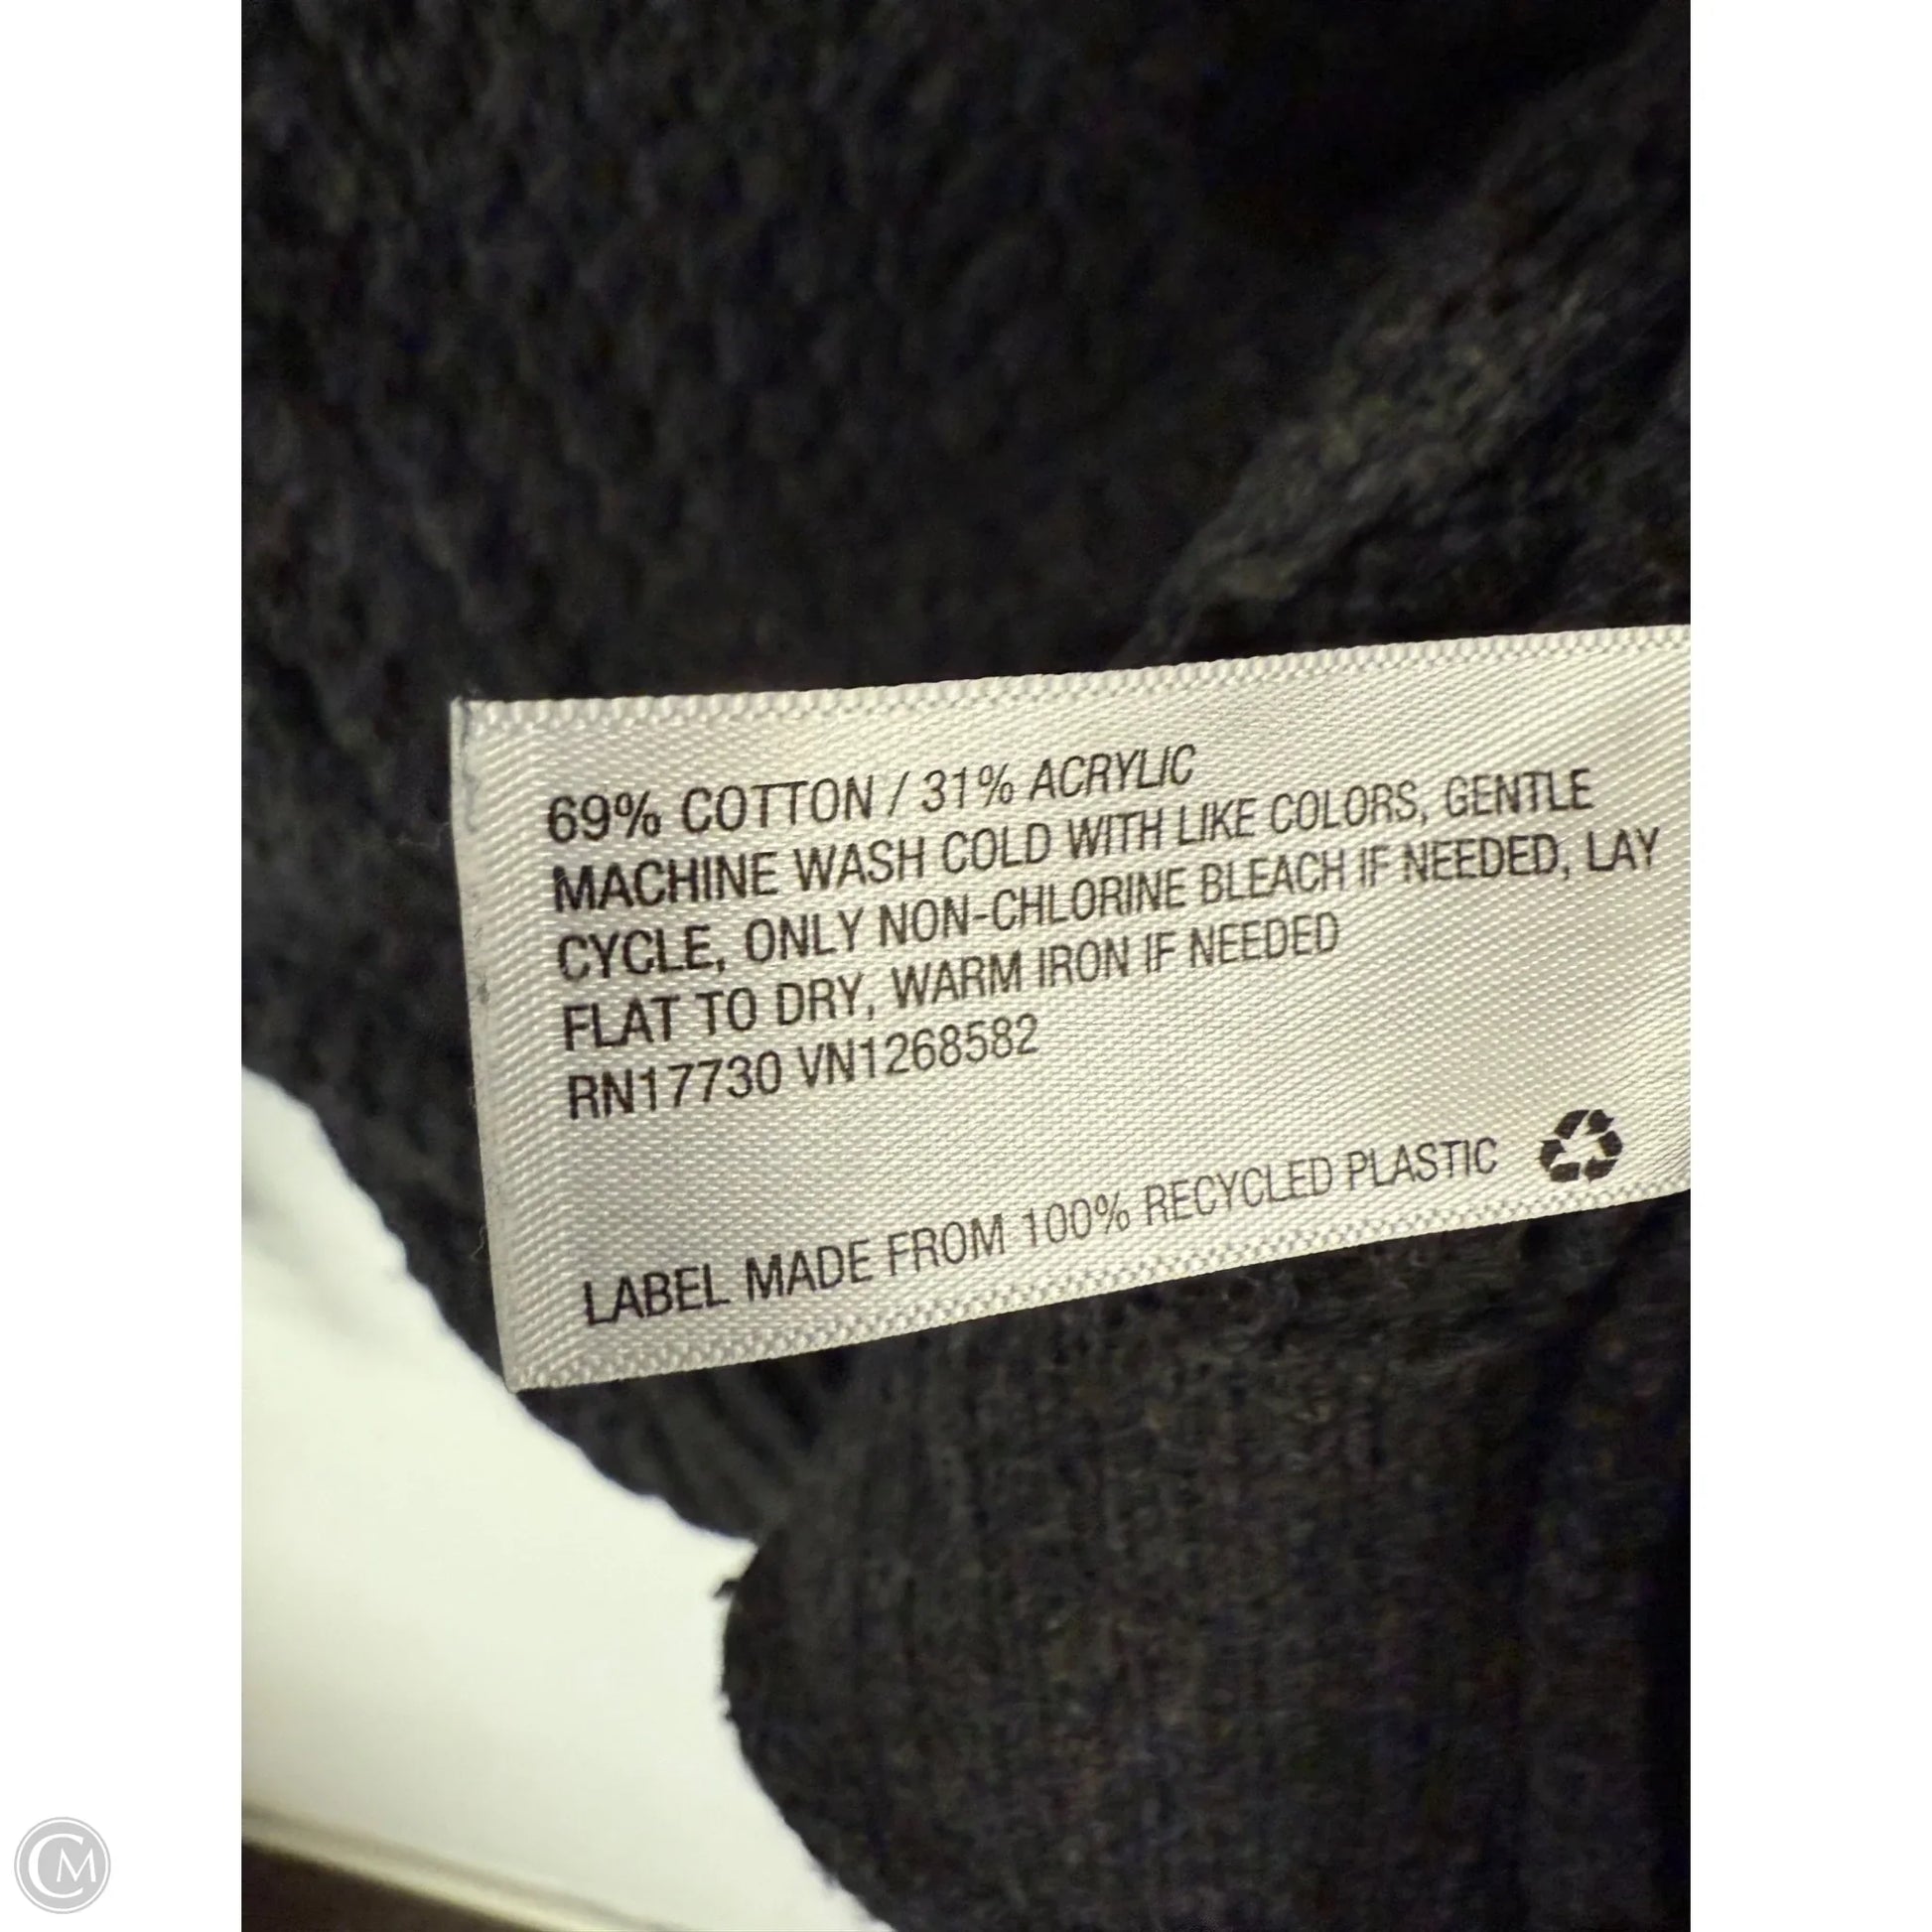 69% COTTON / 31% ACRYLIC
MACHINE WASH COLD WITH LIKE COLORS, GENTLE
CYCLE, ONLY NON-CHLORINE BLEACH IF NEEDED, LAY
FLAT TO DRY, WARM IRON IF NEEDED
RN17730 VN1268582
LABEL MADE FROM 100% RECYCLED PLASTIC
CM